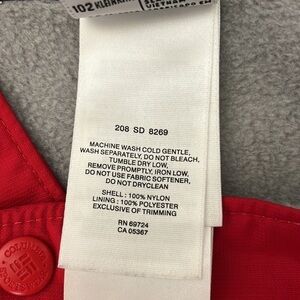 102
VIETNAM
208 SD 8269
MACHINE WASH COLD GENTLE,
WASH SEPARATELY, DO NOT BLEACH,
TUMBLE DRY LOW,
REMOVE PROMPTLY, IRON LOW,
DO NOT USE FABRIC SOFTENER,
DO NOT DRYCLEAN
SHELL : 100% NYLON
LINING : 100% POLYESTER
EXCLUSIVE OF TRIMMING
RN 69724
CA 05367